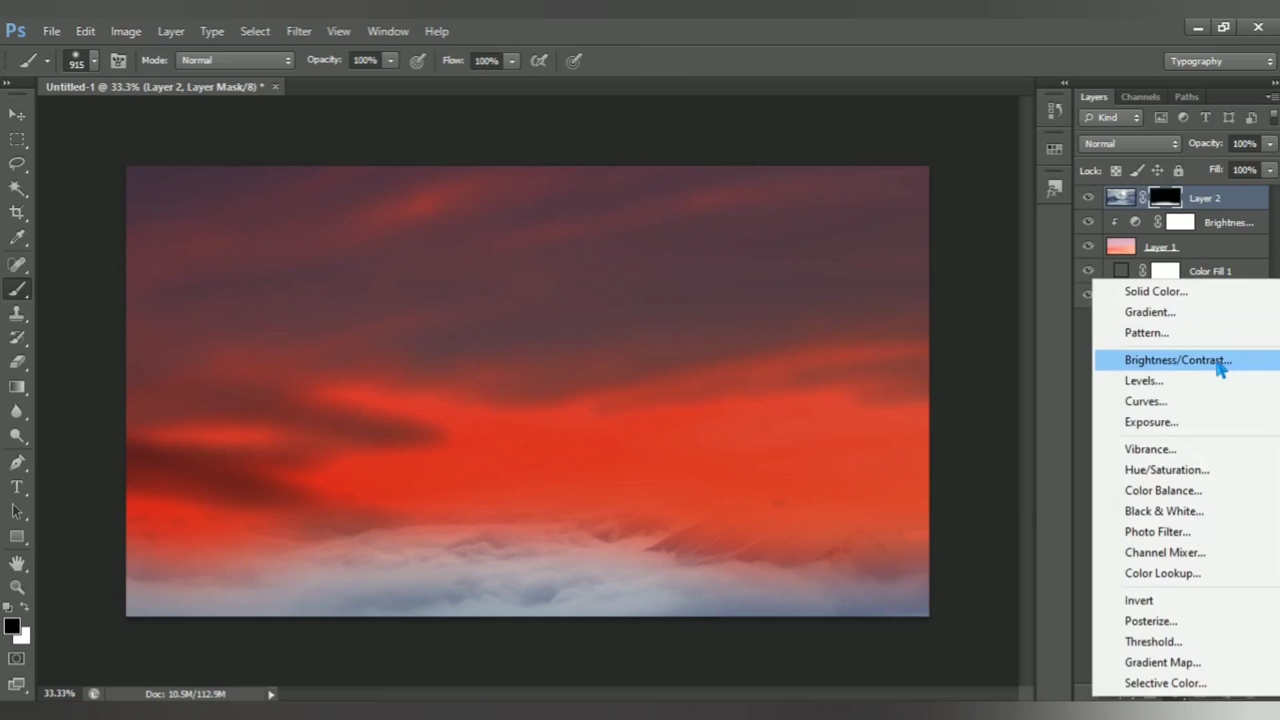 Ps File Edit Image Layer Type Select Filter View Window Help
915 Mode: Normal Opacity: 100% Flow: 100% Typography
Untitled-1 @ 33.3% (Layer 2, Layer Mask/8) * ×
Layers Channels Paths
Kind
Normal Opacity: 100%
Lock: Fill: 100%
Layer 2
Brightnes...
Layer 1
Color Fill 1
Solid Color...
Gradient...
Pattern...
Brightness/Contrast...
Levels...
Curves...
Exposure...
Vibrance...
Hue/Saturation...
Color Balance...
Black & White...
Photo Filter...
Channel Mixer...
Color Lookup...
Invert
Posterize...
Threshold...
Gradient Map...
Selective Color...
33.33% Doc: 10.5M/112.9M